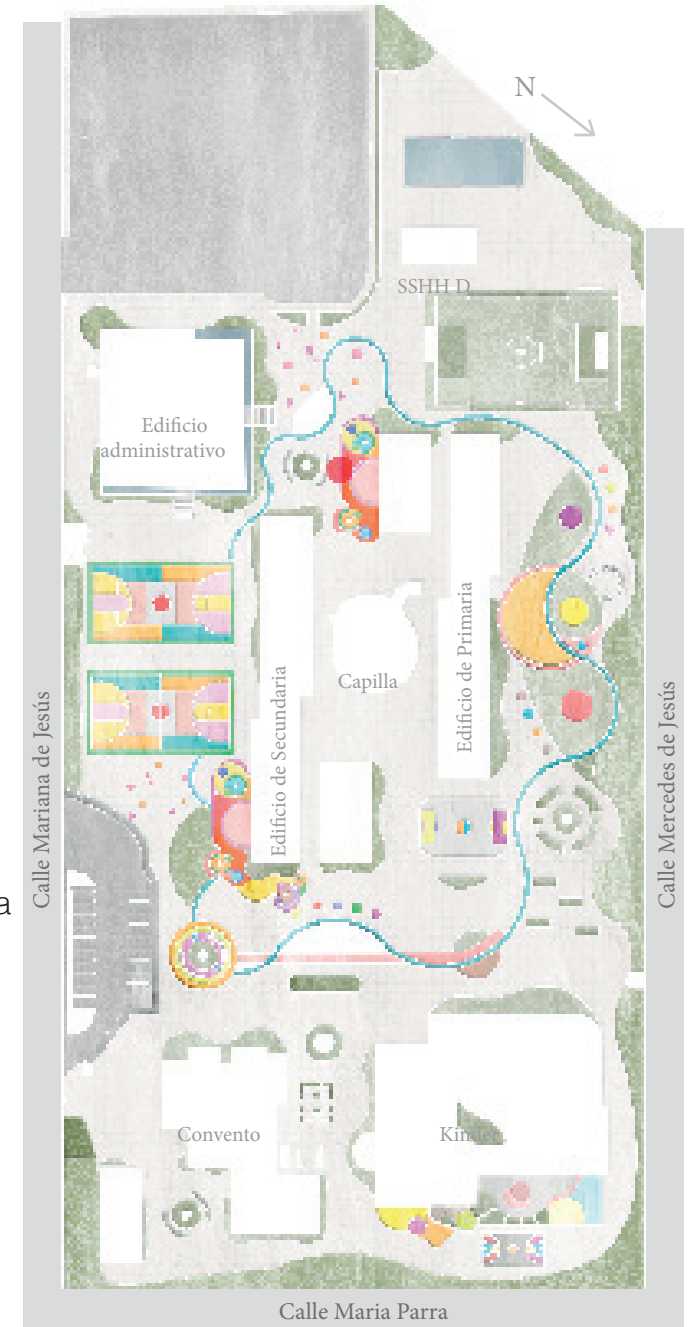 N
SSHH D.
Edificio
administrativo
Capilla
Edificio de Secundaria
Edificio de Primaria
Calle Mariana de Jesús
Calle Mercedes de Jesús
a
Convento
Kinder
Calle Maria Parra